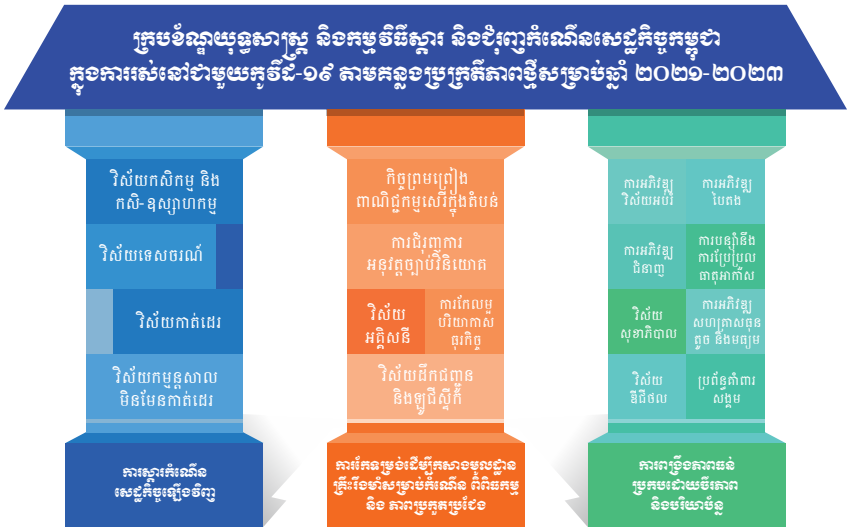 ក្របខ័ណ្ឌយុទ្ធសាស្ត្រ និងកម្មវិធីស្តារ និងជំរុញកំណើនសេដ្ឋកិច្ចកម្ពុជា
ក្នុងការរស់នៅជាមួយកូវីដ-១៩ តាមគន្លងប្រក្រតីភាពថ្មីសម្រាប់ឆ្នាំ ២០២១-២០២៣
វិស័យកសិកម្ម និង
កសិ-ឧស្សាហកម្ម
វិស័យទេសចរណ៍
វិស័យកាត់ដេរ
វិស័យកម្មន្តសាល
មិនមែនកាត់ដេរ
ការស្តារកំណើន
សេដ្ឋកិច្ចឡើងវិញ
កិច្ចព្រមព្រៀង
ពាណិជ្ជកម្មសេរីក្នុងតំបន់
ការជំរុញការ
អនុវត្តច្បាប់វិនិយោគ
វិស័យ
អគ្គិសនី
ការកែលម្អ
បរិយាកាស
ធុរកិច្ច
វិស័យដឹកជញ្ជូន
និងឡូជីស្ទីក
ការកែទម្រង់ដើម្បីកសាងមូលដ្ឋាន
គ្រឹះរឹងមាំសម្រាប់កំណើន ពិពិធកម្ម
និង ភាពប្រកួតប្រជែង
ការអភិវឌ្ឍ
វិស័យអប់រំ
ការអភិវឌ្ឍ
បៃតង
ការអភិវឌ្ឍ
ជំនាញ
ការបន្សាំនឹង
ការប្រែប្រួល
ធាតុអាកាស
វិស័យ
សុខាភិបាល
ការអភិវឌ្ឍ
សហគ្រាសធុន
តូច និងមធ្យម
វិស័យ
ឌីជីថល
ប្រព័ន្ធគាំពារ
សង្គម
ការពង្រឹងភាពធន់
ប្រកបដោយចីរភាព
និងបរិយាប័ន្ន